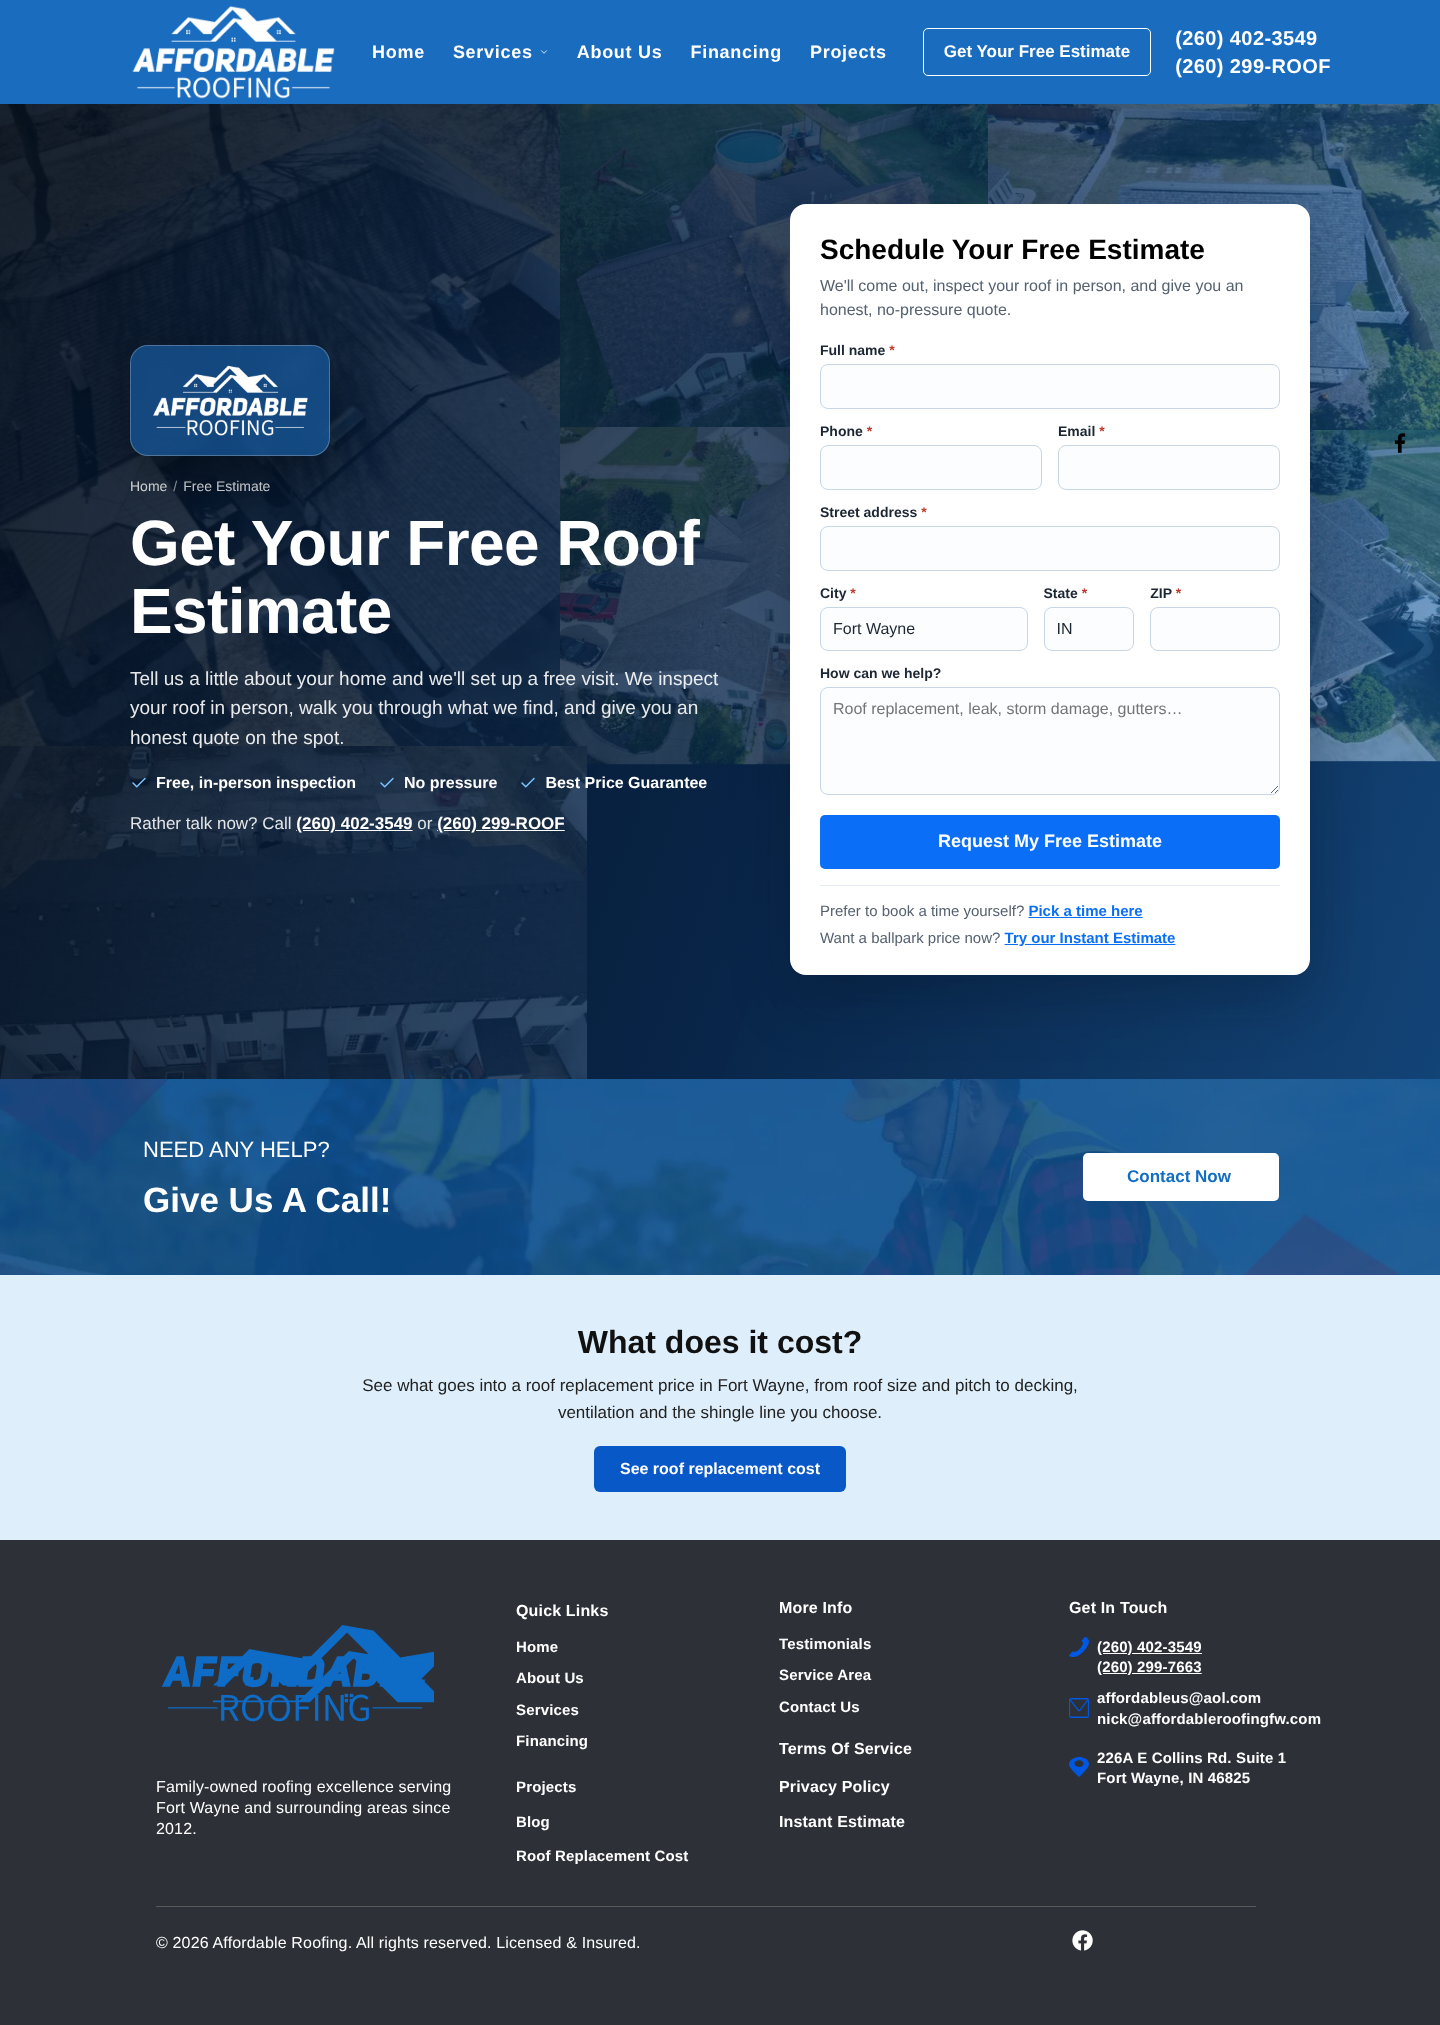 AFFORDABLE
ROOFING
Home
Services
About Us
Financing
Projects
Get Your Free Estimate
(260) 402-3549
(260) 299-ROOF
AFFORDABLE
ROOFING
Home / Free Estimate
Get Your Free Roof
Estimate
Tell us a little about your home and we'll set up a free visit. We inspect
your roof in person, walk you through what we find, and give you an
honest quote on the spot.
Free, in-person inspection
No pressure
Best Price Guarantee
Rather talk now? Call (260) 402-3549 or (260) 299-ROOF
Schedule Your Free Estimate
We'll come out, inspect your roof in person, and give you an
honest, no-pressure quote.
Full name *
Phone *
Email *
Street address *
City *
State *
ZIP *
Fort Wayne
IN
How can we help?
Roof replacement, leak, storm damage, gutters…
Request My Free Estimate
Prefer to book a time yourself? Pick a time here
Want a ballpark price now? Try our Instant Estimate
NEED ANY HELP?
Give Us A Call!
Contact Now
What does it cost?
See what goes into a roof replacement price in Fort Wayne, from roof size and pitch to decking,
ventilation and the shingle line you choose.
See roof replacement cost
ROOFING
Family-owned roofing excellence serving
Fort Wayne and surrounding areas since
2012.
Quick Links
Home
About Us
Services
Financing
Projects
Blog
Roof Replacement Cost
More Info
Testimonials
Service Area
Contact Us
Terms Of Service
Privacy Policy
Instant Estimate
Get In Touch
(260) 402-3549
(260) 299-7663
affordableus@aol.com
nick@affordableroofingfw.com
226A E Collins Rd. Suite 1
Fort Wayne, IN 46825
© 2026 Affordable Roofing. All rights reserved. Licensed & Insured.